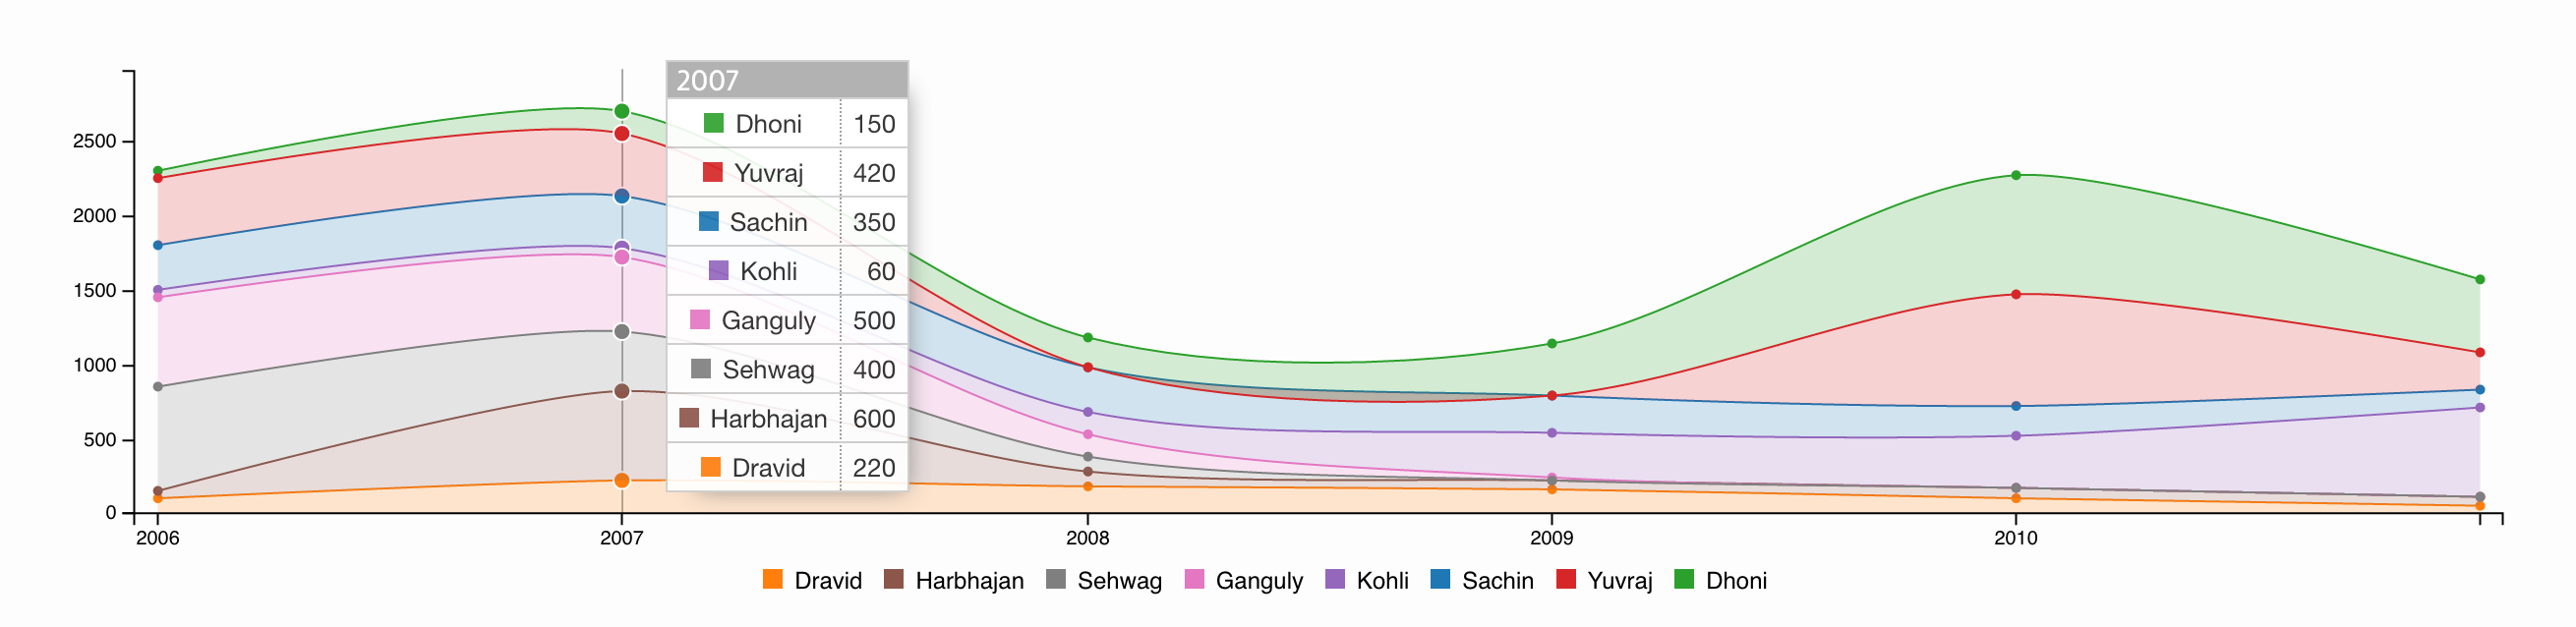 2500
2000
1500
1000
500
0
2007
Dhoni 150
Yuvraj 420
Sachin 350
Kohli 60
Ganguly 500
Sehwag 400
Harbhajan 600
Dravid 220
2006 2007 2008 2009 2010
Dravid Harbhajan Sehwag Ganguly Kohli Sachin Yuvraj Dhoni